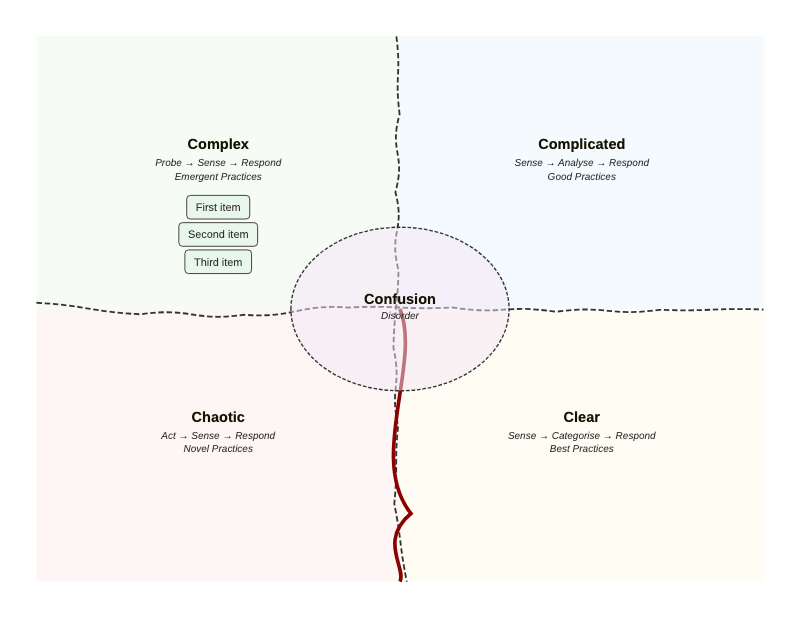 Complex
Probe → Sense → Respond
Emergent Practices
First item
Second item
Third item
Complicated
Sense → Analyse → Respond
Good Practices
Confusion
Disorder
Chaotic
Act → Sense → Respond
Novel Practices
Clear
Sense → Categorise → Respond
Best Practices